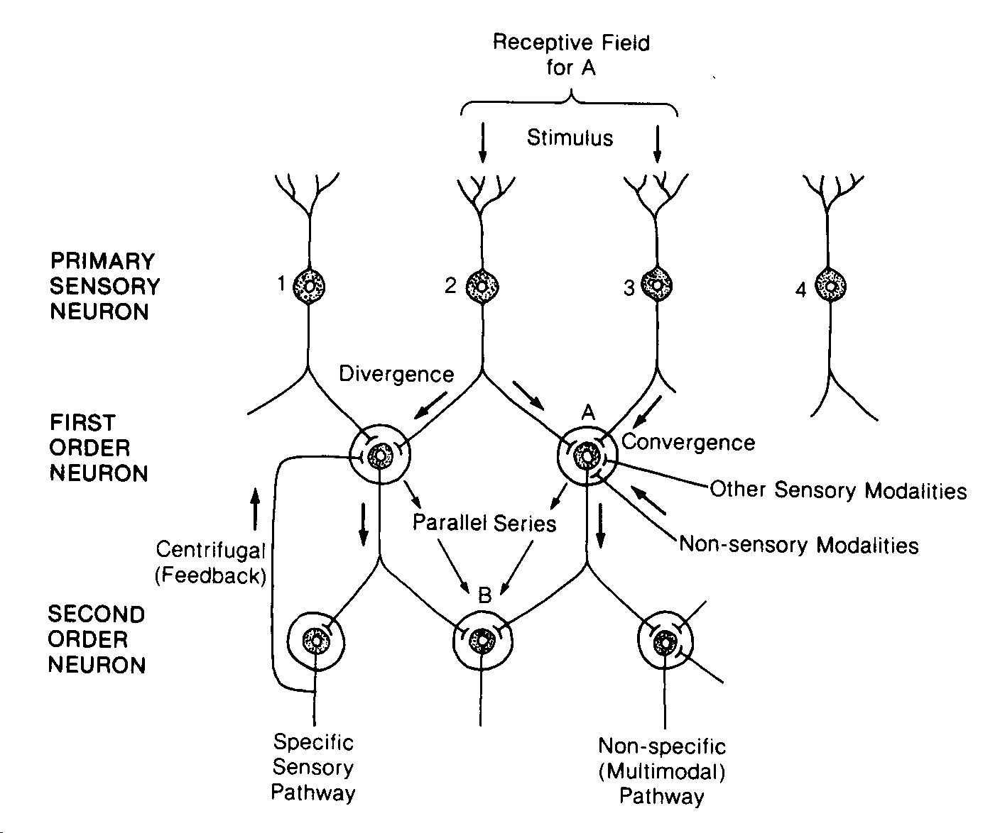 Receptive Field
for A
Stimulus
PRIMARY
SENSORY
NEURON
1
2
3
4
Divergence
FIRST
ORDER
NEURON
A
Convergence
Other Sensory Modalities
Parallel Series
Non-sensory Modalities
Centrifugal
(Feedback)
B
SECOND
ORDER
NEURON
Specific
Sensory
Pathway
Non-specific
(Multimodal)
Pathway